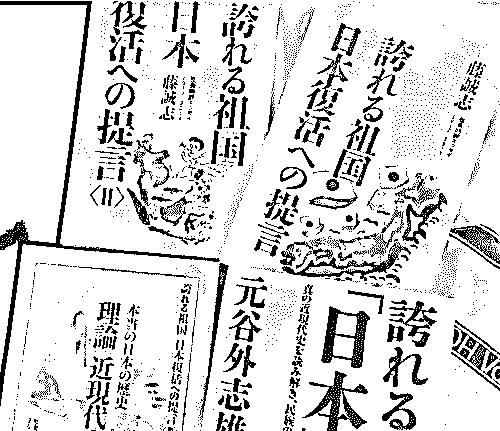 誇れる祖国
日本
復活への提言
〈II〉
藤誠志
誇れる祖国
日本復活への提言
藤誠志
誇れる祖国 日本復活への提言
本当の日本の歴史
理論 近現代
元谷外志雄
真の近現代史を読み解き、民族の
「誇れる
日本